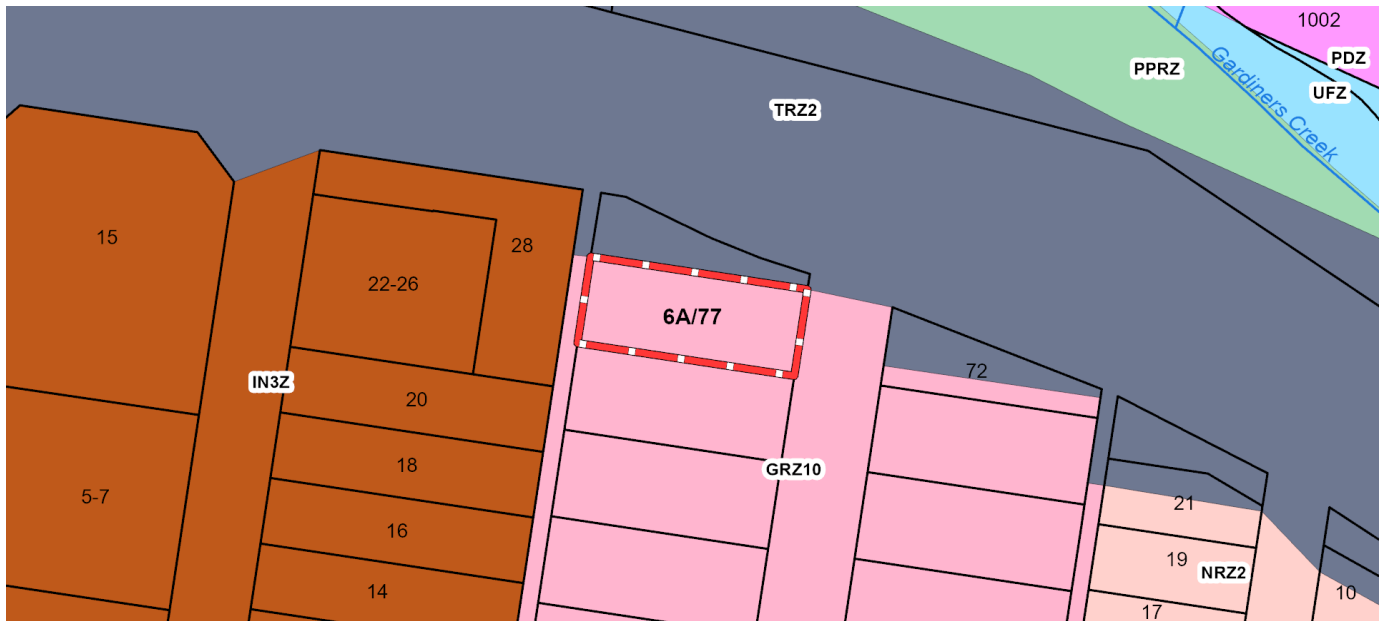 1002
PDZ
PPRZ
UFZ
Gardiners Creek
TRZ2
15
28
22-26
6A/77
72
IN3Z
20
18
GRZ10
5-7
21
16
19
NRZ2
14
10
17